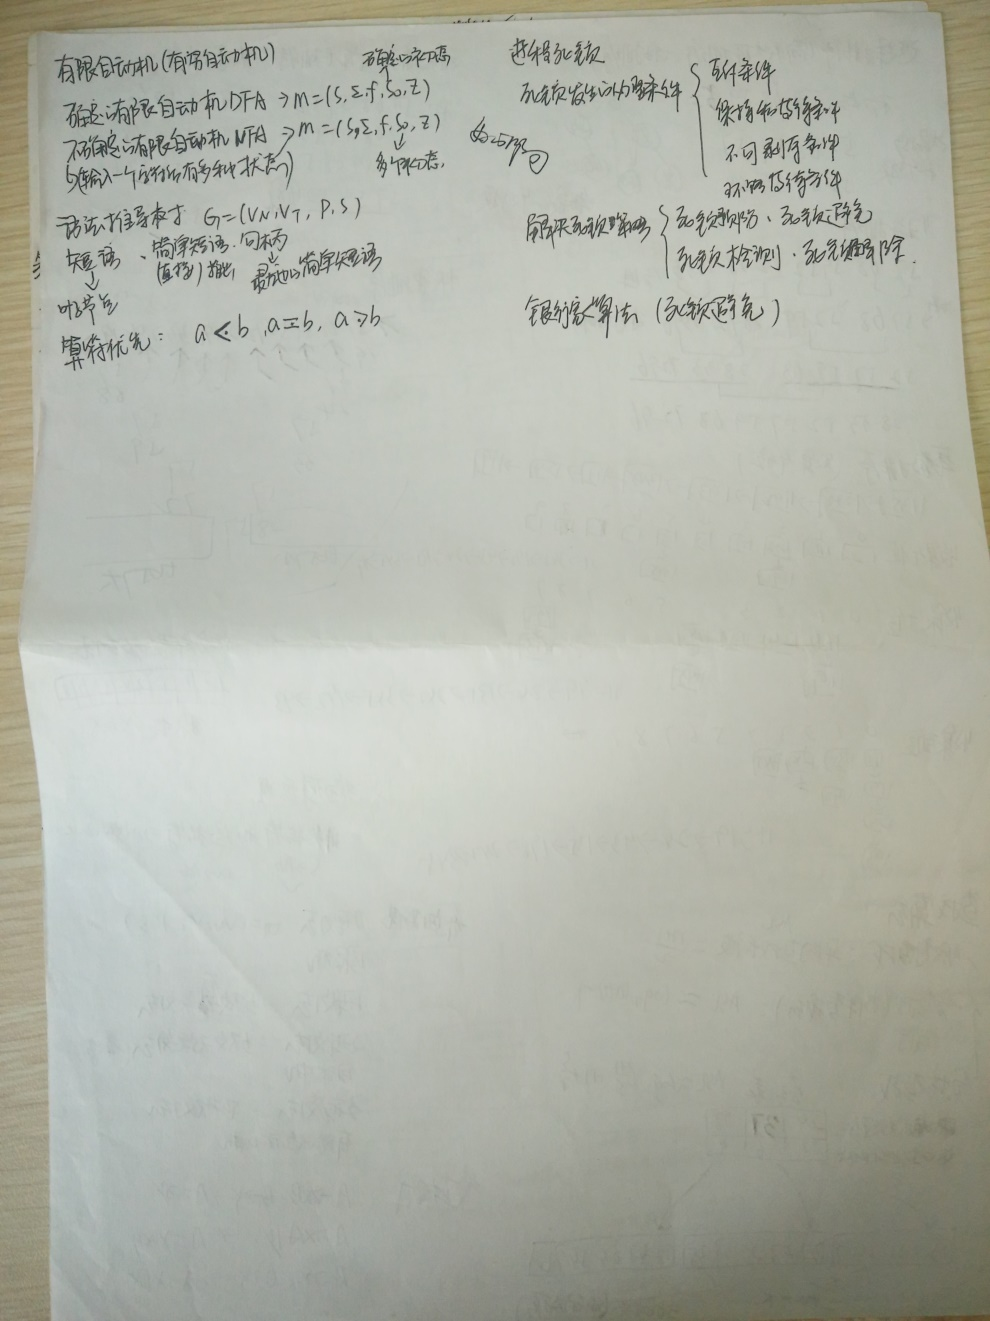 有限自动机(有穷自动机)
确定的初态
确定的有限自动机DFA → M=(S,Σ,f,S₀,Z)
不确定的有限自动机NFA → M=(S,Σ,f,S₀,Z)
多个初态
(输入一个字符后有多种状态)
语法推导树 G=(VN,VT,P,S)
短语、简单短语、句柄
(直接)推出 最左的简单短语
叶节点
算符优先: a⋖b, a≖b, a⋗b
进程死锁
死锁发生的必要条件
互斥条件
保持和等待条件
不可剥夺条件
环路等待条件
解决死锁策略
死锁预防、死锁避免
死锁检测、死锁解除.
银行家算法(死锁避免)